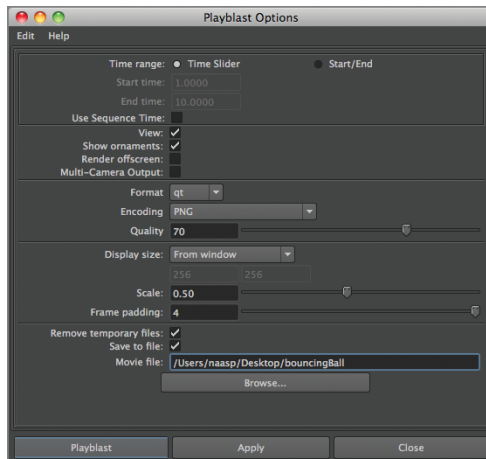 Playblast Options
Edit Help
Time range: Time Slider Start/End
Start time: 1.0000
End time: 10.0000
Use Sequence Time:
View:
Show ornaments:
Render offscreen:
Multi-Camera Output:
Format qt
Encoding PNG
Quality 70
Display size: From window
256 256
Scale: 0.50
Frame padding: 4
Remove temporary files:
Save to file:
Movie file: /Users/naasp/Desktop/bouncingBall
Browse...
Playblast Apply Close